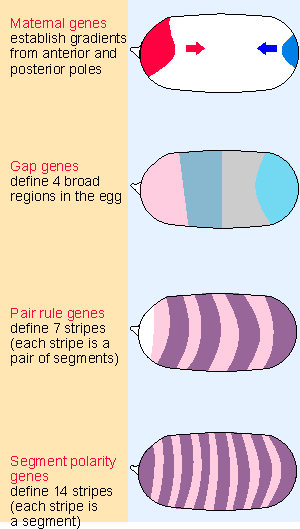 Maternal genes
establish gradients
from anterior and
posterior poles
Gap genes
define 4 broad
regions in the egg
Pair rule genes
define 7 stripes
(each stripe is a
pair of segments)
Segment polarity
genes
define 14 stripes
(each stripe is
a segment)